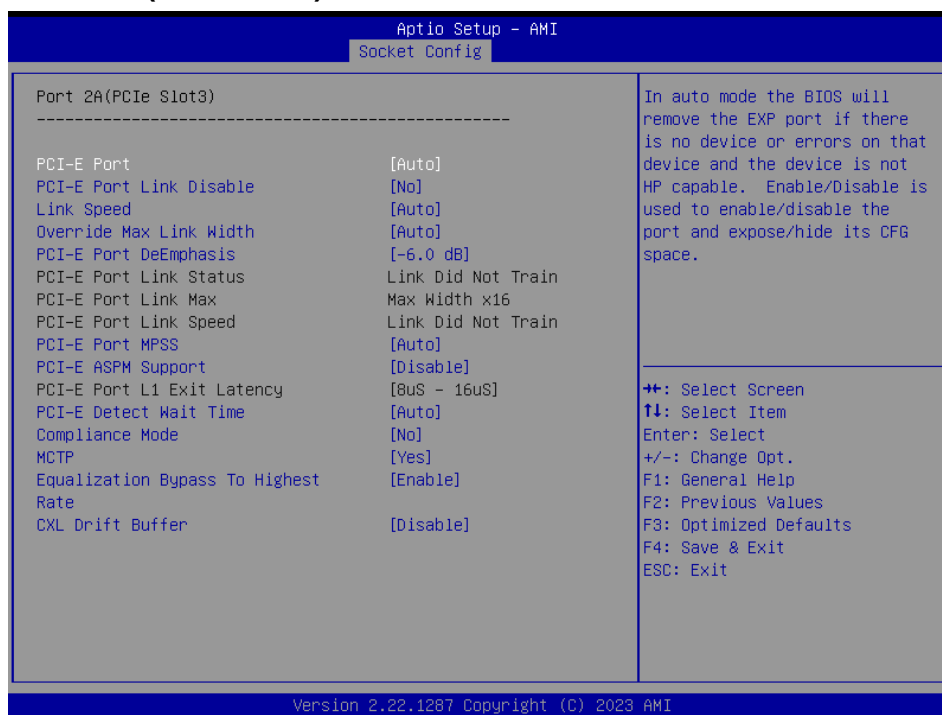 Aptio Setup – AMI
Socket Config
Port 2A(PCIe Slot3)
--------------------------------------------------
PCI-E Port [Auto]
PCI-E Port Link Disable [No]
Link Speed [Auto]
Override Max Link Width [Auto]
PCI-E Port DeEmphasis [-6.0 dB]
PCI-E Port Link Status Link Did Not Train
PCI-E Port Link Max Max Width x16
PCI-E Port Link Speed Link Did Not Train
PCI-E Port MPSS [Auto]
PCI-E ASPM Support [Disable]
PCI-E Port L1 Exit Latency [8uS - 16uS]
PCI-E Detect Wait Time [Auto]
Compliance Mode [No]
MCTP [Yes]
Equalization Bypass To Highest [Enable]
Rate
CXL Drift Buffer [Disable]
In auto mode the BIOS will
remove the EXP port if there
is no device or errors on that
device and the device is not
HP capable.  Enable/Disable is
used to enable/disable the
port and expose/hide its CFG
space.
→←: Select Screen
↑↓: Select Item
Enter: Select
+/-: Change Opt.
F1: General Help
F2: Previous Values
F3: Optimized Defaults
F4: Save & Exit
ESC: Exit
Version 2.22.1287 Copyright (C) 2023 AMI